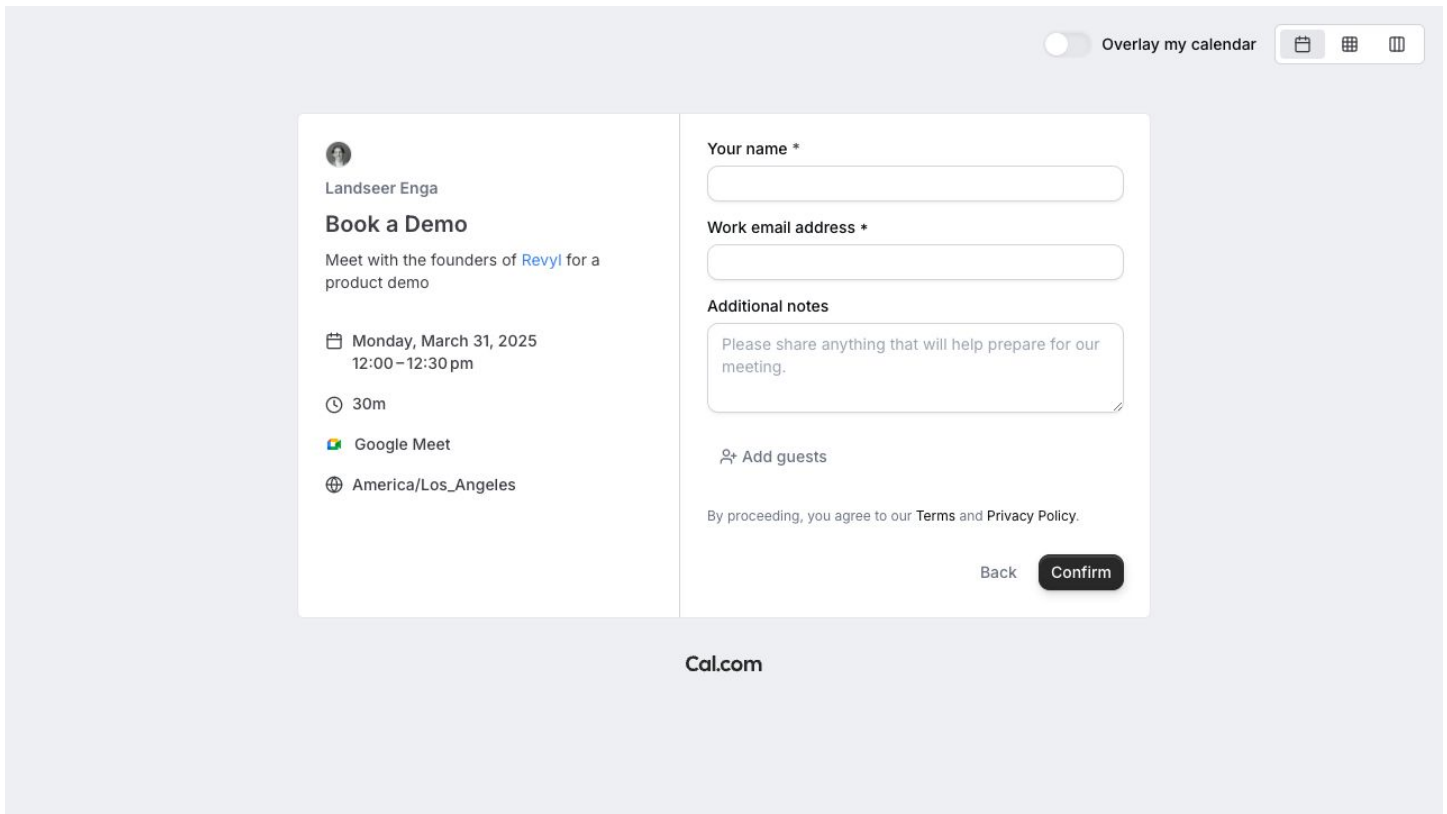 Overlay my calendar
Landseer Enga
Book a Demo
Meet with the founders of Revyl for a
product demo
Monday, March 31, 2025
12:00 – 12:30 pm
30m
Google Meet
America/Los_Angeles
Your name *
Work email address *
Additional notes
Please share anything that will help prepare for our
meeting.
Add guests
By proceeding, you agree to our Terms and Privacy Policy.
Back
Confirm
Cal.com